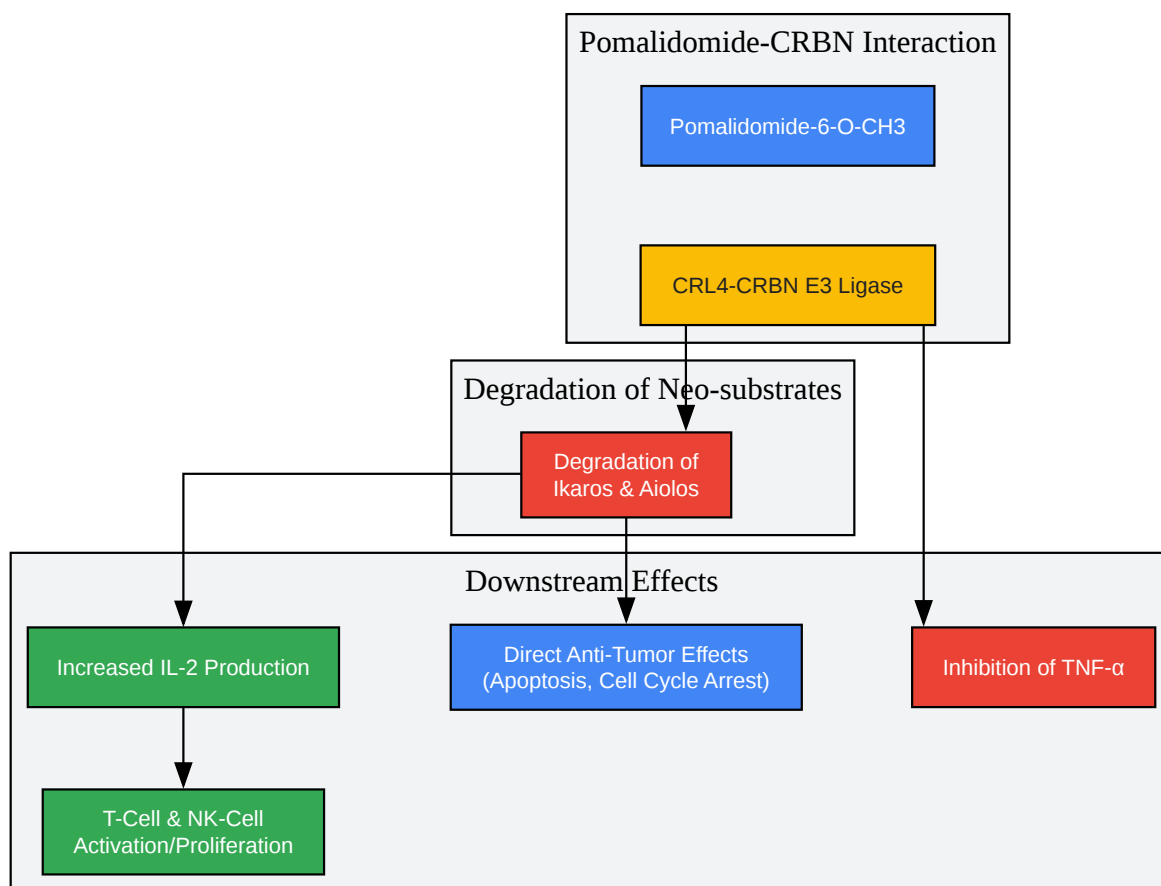 Pomalidomide-CRBN Interaction
Pomalidomide-6-O-CH3
CRL4-CRBN E3 Ligase
Degradation of Neo-substrates
Degradation of
Ikaros & Aiolos
Downstream Effects
Increased IL-2 Production
Direct Anti-Tumor Effects
(Apoptosis, Cell Cycle Arrest)
Inhibition of TNF-α
T-Cell & NK-Cell
Activation/Proliferation